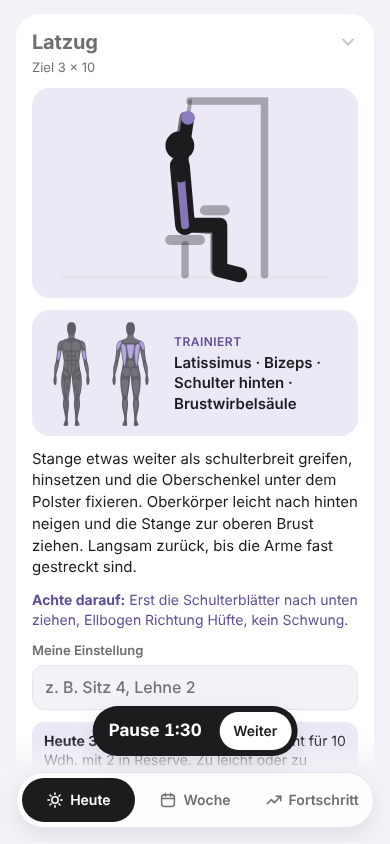 Latzug
Ziel 3 × 10
TRAINIERT
Latissimus · Bizeps ·
Schulter hinten ·
Brustwirbelsäule
Stange etwas weiter als schulterbreit greifen,
hinsetzen und die Oberschenkel unter dem
Polster fixieren. Oberkörper leicht nach hinten
neigen und die Stange zur oberen Brust
ziehen. Langsam zurück, bis die Arme fast
gestreckt sind.
Achte darauf: Erst die Schulterblätter nach unten
ziehen, Ellbogen Richtung Hüfte, kein Schwung.
Meine Einstellung
z. B. Sitz 4, Lehne 2
Heute 3
für 10
Pause 1:30 Weiter
Wdh. mit 2 in Reserve. Zu leicht oder zu
Heute Woche Fortschritt